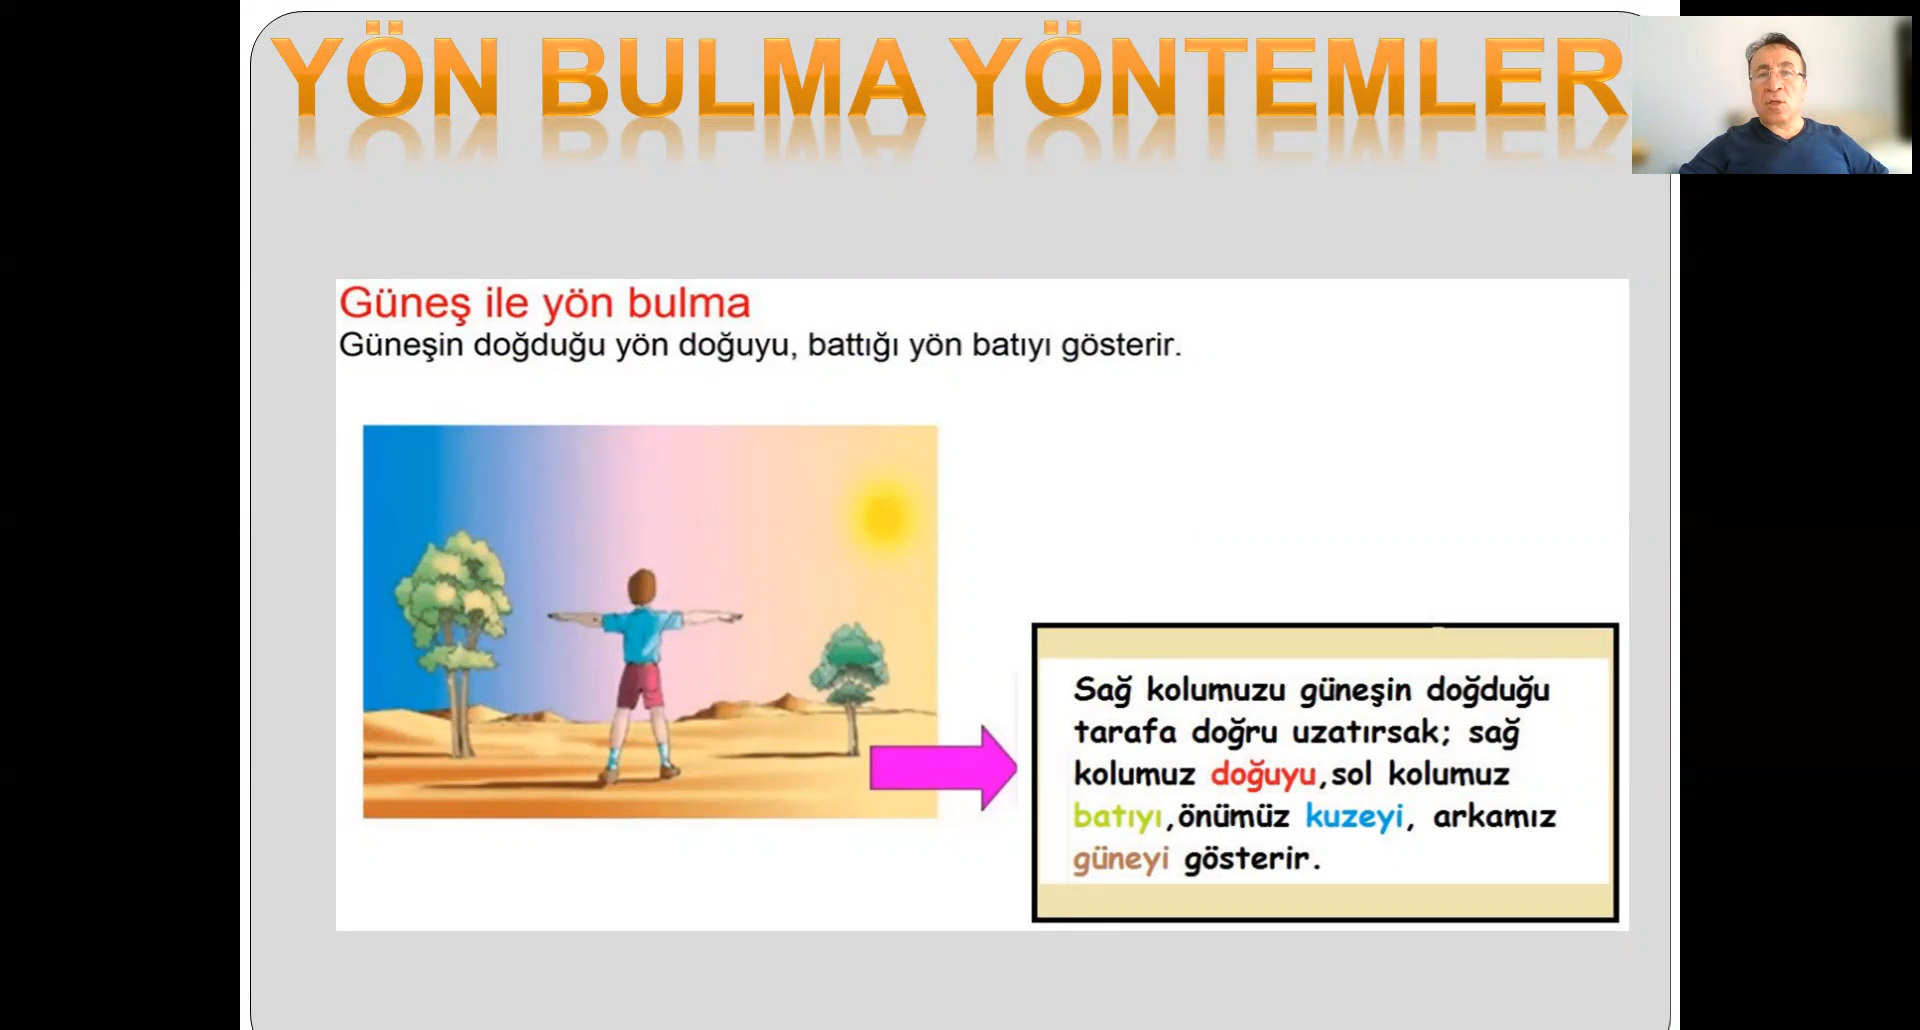 YÖN BULMA YÖNTEMLER
Güneş ile yön bulma
Güneşin doğduğu yön doğuyu, battığı yön batıyı gösterir.
Sağ kolumuzu güneşin doğduğu
tarafa doğru uzatırsak; sağ
kolumuz doğuyu,sol kolumuz
batıyı,önümüz kuzeyi, arkamız
güneyi gösterir.